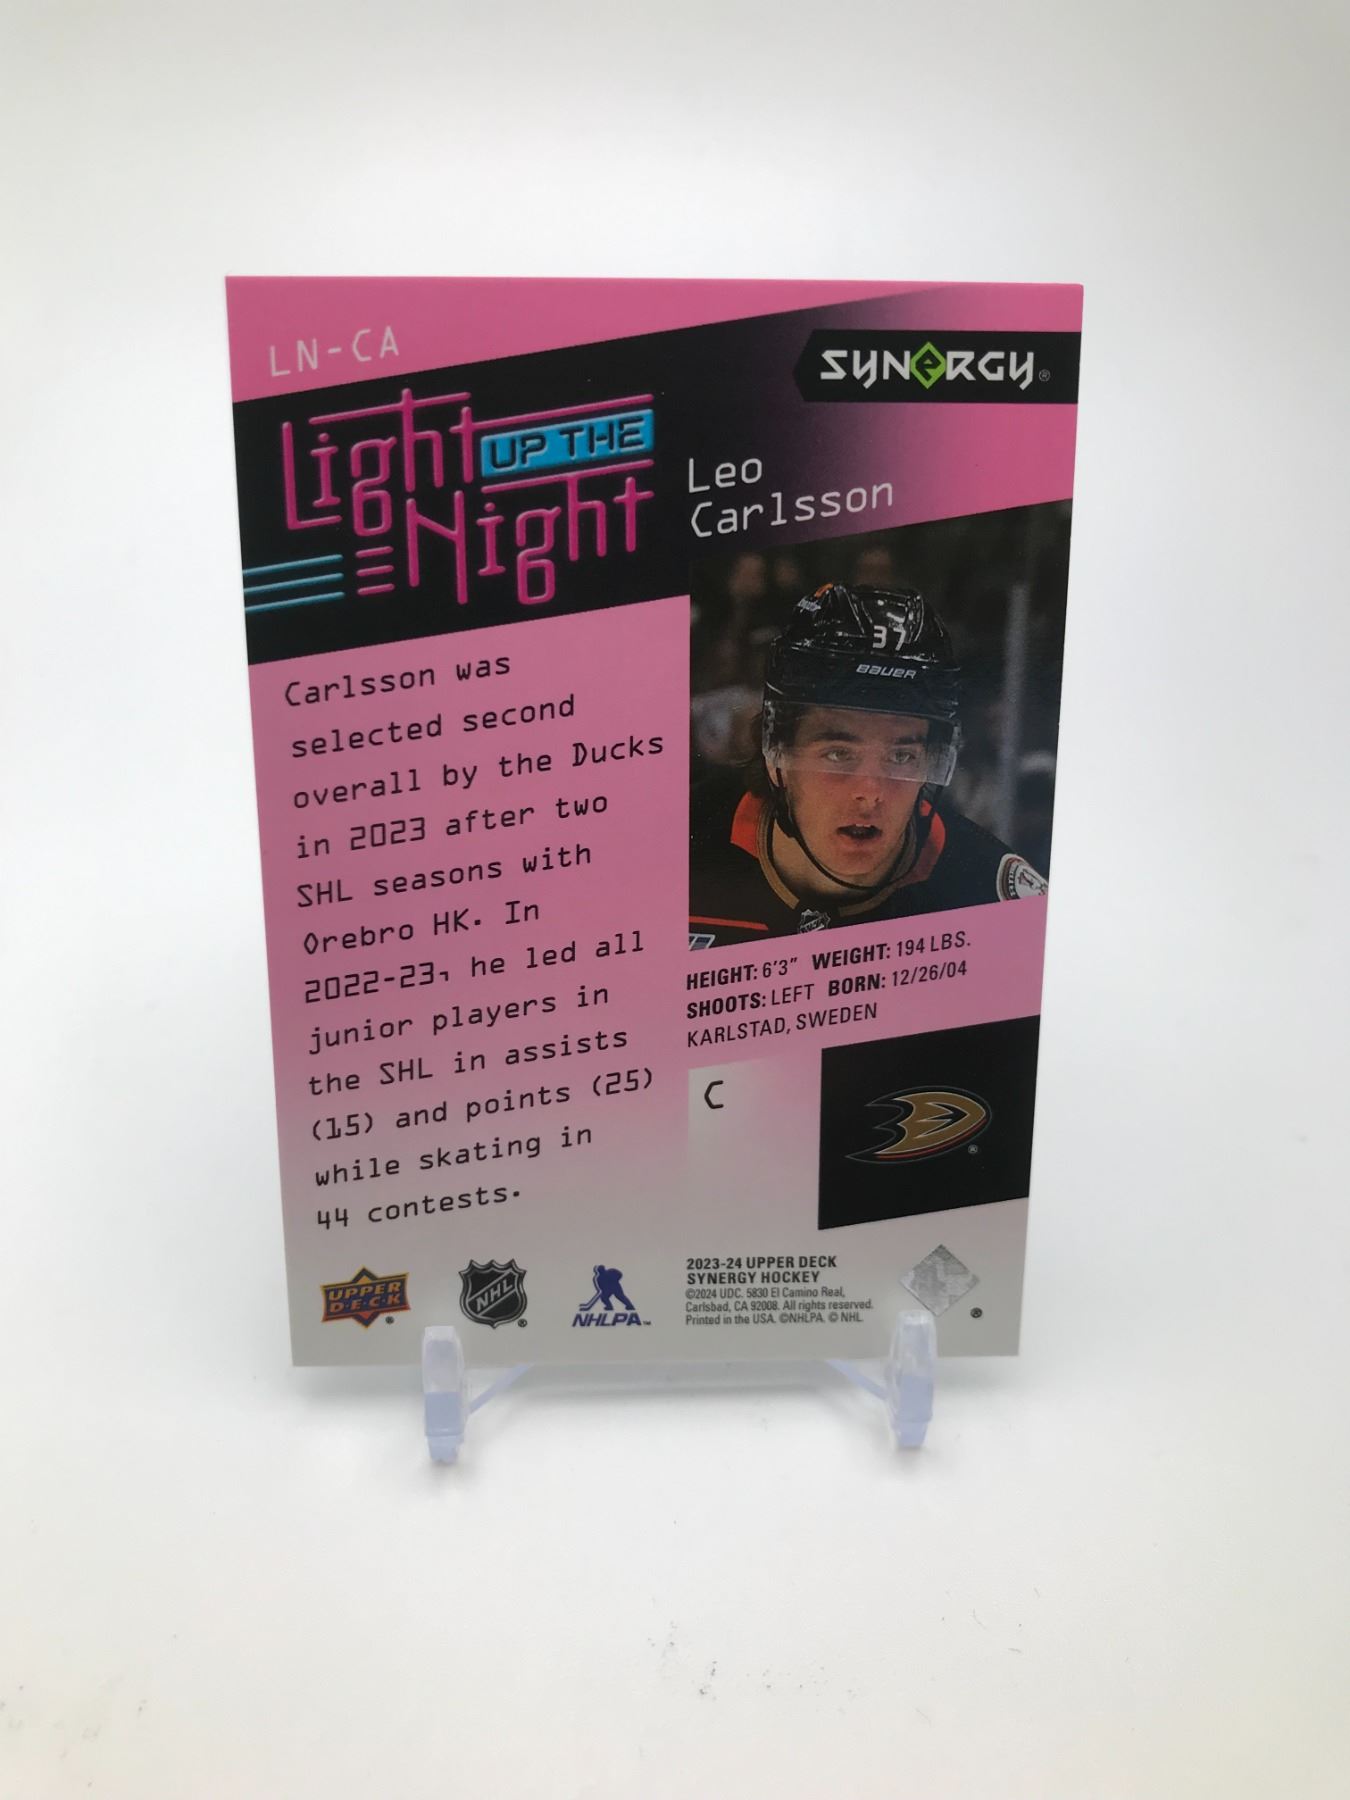 LN-CA
SYNERGY®
Light UP THE
Night
Leo
Carlsson
37
BAUER
Carlsson was
selected second
overall by the Ducks
in 2023 after two
SHL seasons with
Orebro HK. In
2022-23, he led all
junior players in
the SHL in assists
(15) and points (25)
while skating in
44 contests.
HEIGHT: 6'3" WEIGHT: 194 LBS.
SHOOTS: LEFT BORN: 12/26/04
KARLSTAD, SWEDEN
C
®
UPPER
D·E·C·K
®
NHL
®
NHLPA™
2023-24 UPPER DECK
SYNERGY HOCKEY
©2024 UDC. 5830 El Camino Real,
Carlsbad, CA 92008. All rights reserved.
Printed in the USA. ©NHLPA. © NHL.
®